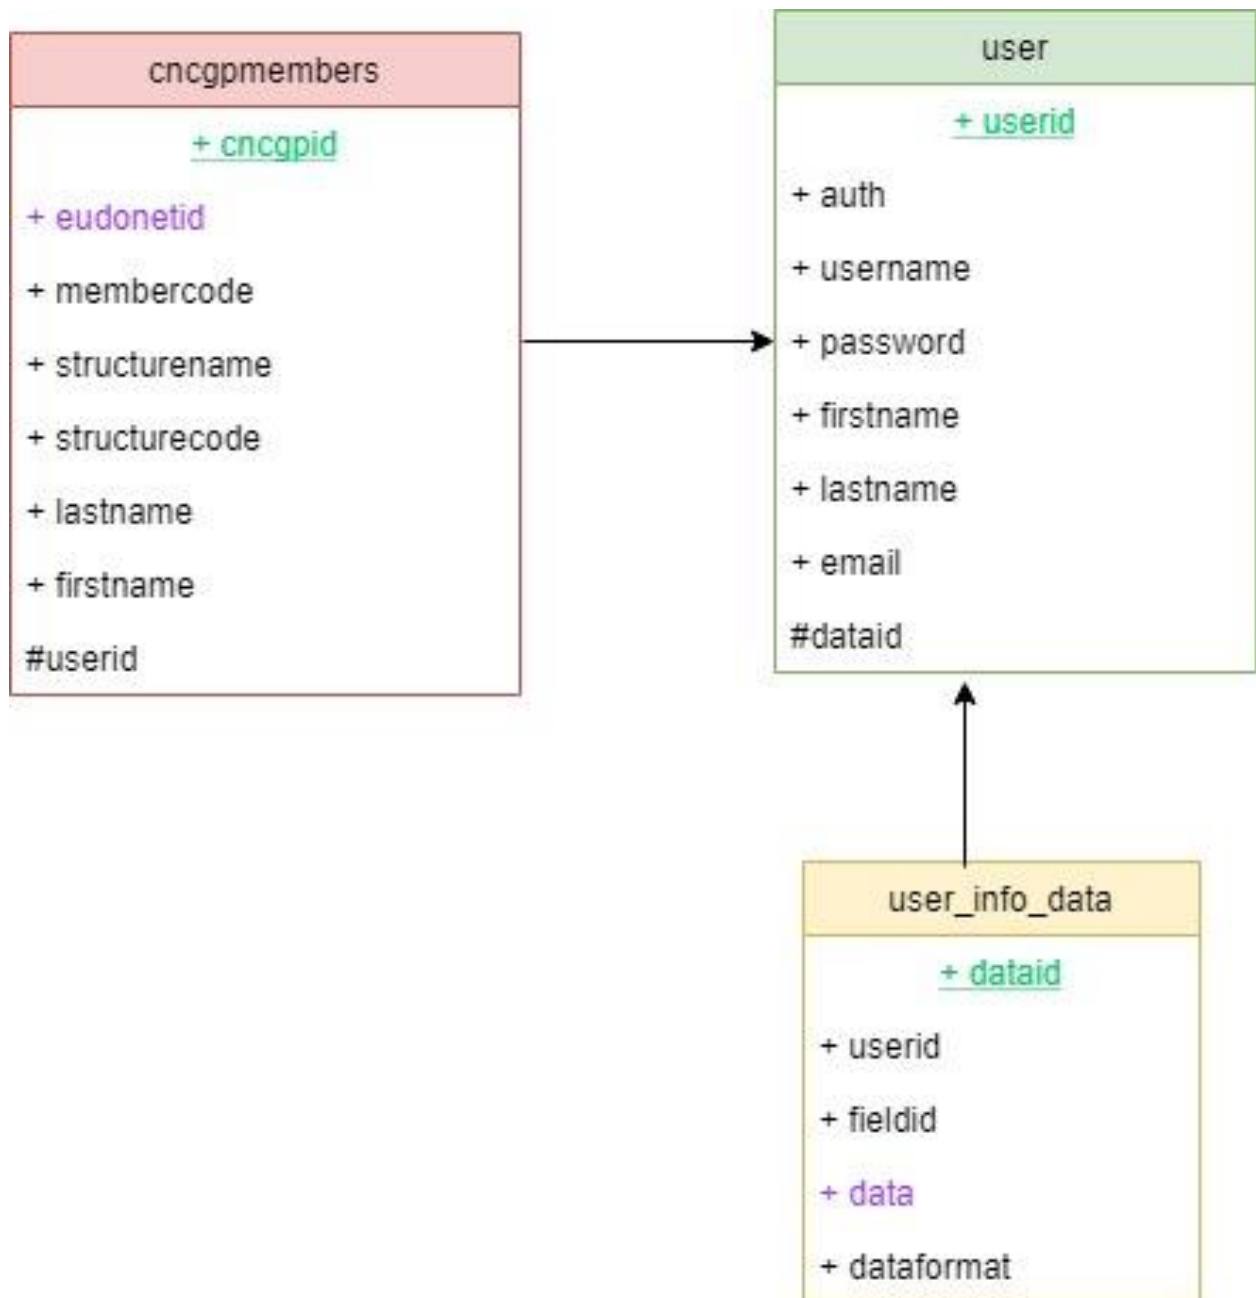 cncgpmembers
+ cncgpid
+ eudonetid
+ membercode
+ structurename
+ structurecode
+ lastname
+ firstname
#userid
user
+ userid
+ auth
+ username
+ password
+ firstname
+ lastname
+ email
#dataid
user_info_data
+ dataid
+ userid
+ fieldid
+ data
+ dataformat